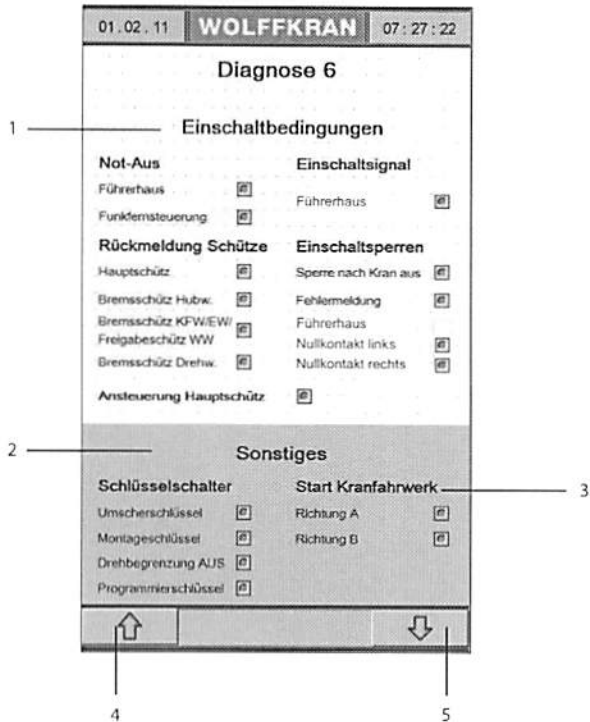 01.02.11 WOLFFKRAN 07:27:22
Diagnose 6
1
Einschaltbedingungen
Not-Aus
Führerhaus
Funkfernsteuerung
Einschaltsignal
Führerhaus
Rückmeldung Schütze
Hauptschütz
Bremsschütz Hubw.
Bremsschütz KFW/EW/
Freigabeschütz WW
Bremsschütz Drehw.
Einschaltsperren
Sperre nach Kran aus
Fehlermeldung
Führerhaus
Nullkontakt links
Nullkontakt rechts
Ansteuerung Hauptschütz
2
Sonstiges
Schlüsselschalter
Umscherschlüssel
Montageschlüssel
Drehbegrenzung AUS
Programmierschlüssel
Start Kranfahrwerk
3
Richtung A
Richtung B
4
5